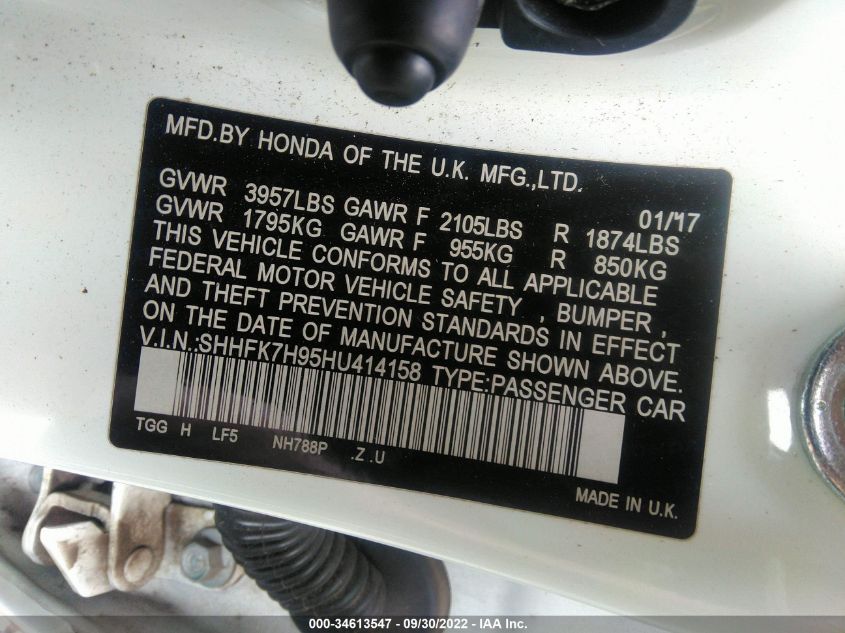 MFD.BY HONDA OF THE U.K. MFG.,LTD.
01/17
GVWR 3957LBS GAWR F 2105LBS R 1874LBS
GVWR 1795KG GAWR F 955KG R 850KG
THIS VEHICLE CONFORMS TO ALL APPLICABLE
FEDERAL MOTOR VEHICLE SAFETY , BUMPER ,
AND THEFT PREVENTION STANDARDS IN EFFECT
ON THE DATE OF MANUFACTURE SHOWN ABOVE.
V.I.N.:SHHFK7H95HU414158 TYPE:PASSENGER CAR
TGG H LF5 NH788P .Z .U
MADE IN U.K.
000-34613547 - 09/30/2022 - IAA Inc.